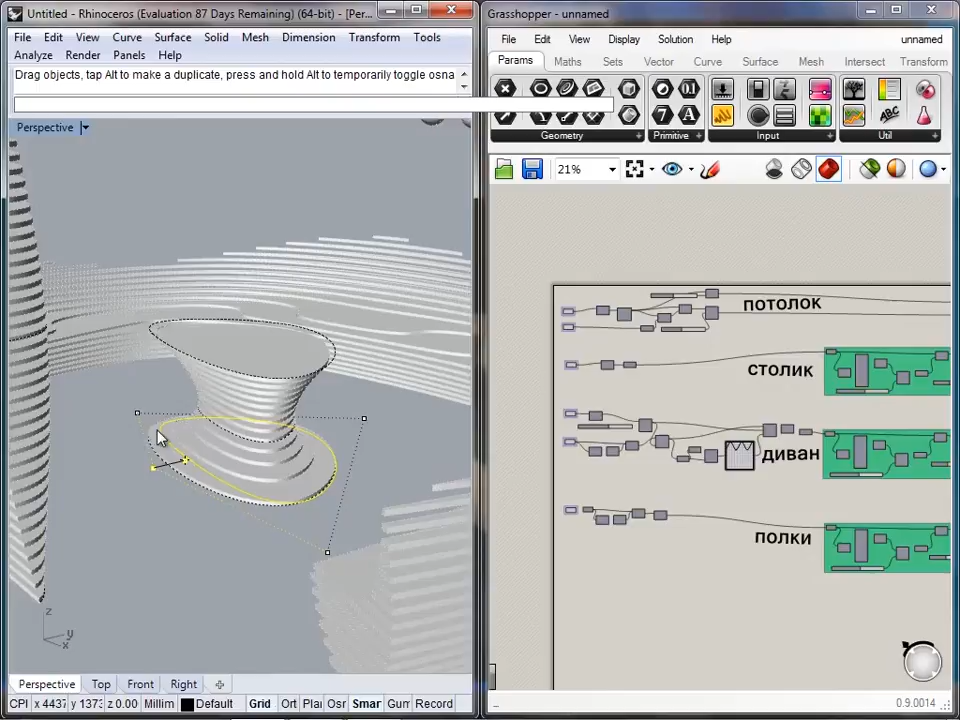 Untitled - Rhinoceros (Evaluation 87 Days Remaining) (64-bit) - [Per...
File Edit View Curve Surface Solid Mesh Dimension Transform Tools
Analyze Render Panels Help
Drag objects, tap Alt to make a duplicate, press and hold Alt to temporarily toggle osna
Perspective
z
y
x
Perspective Top Front Right
CPl x 4437 y 1373 z 0.00 Millim Default Grid Ort Plai Osr Smar Gum Record
Grasshopper - unnamed
File Edit View Display Solution Help unnamed
Params Maths Sets Vector Curve Surface Mesh Intersect Transform
Geometry Primitive Input Util
21%
ПОТОЛОК
СТОЛИК
диван
ПОЛКИ
0.9.0014